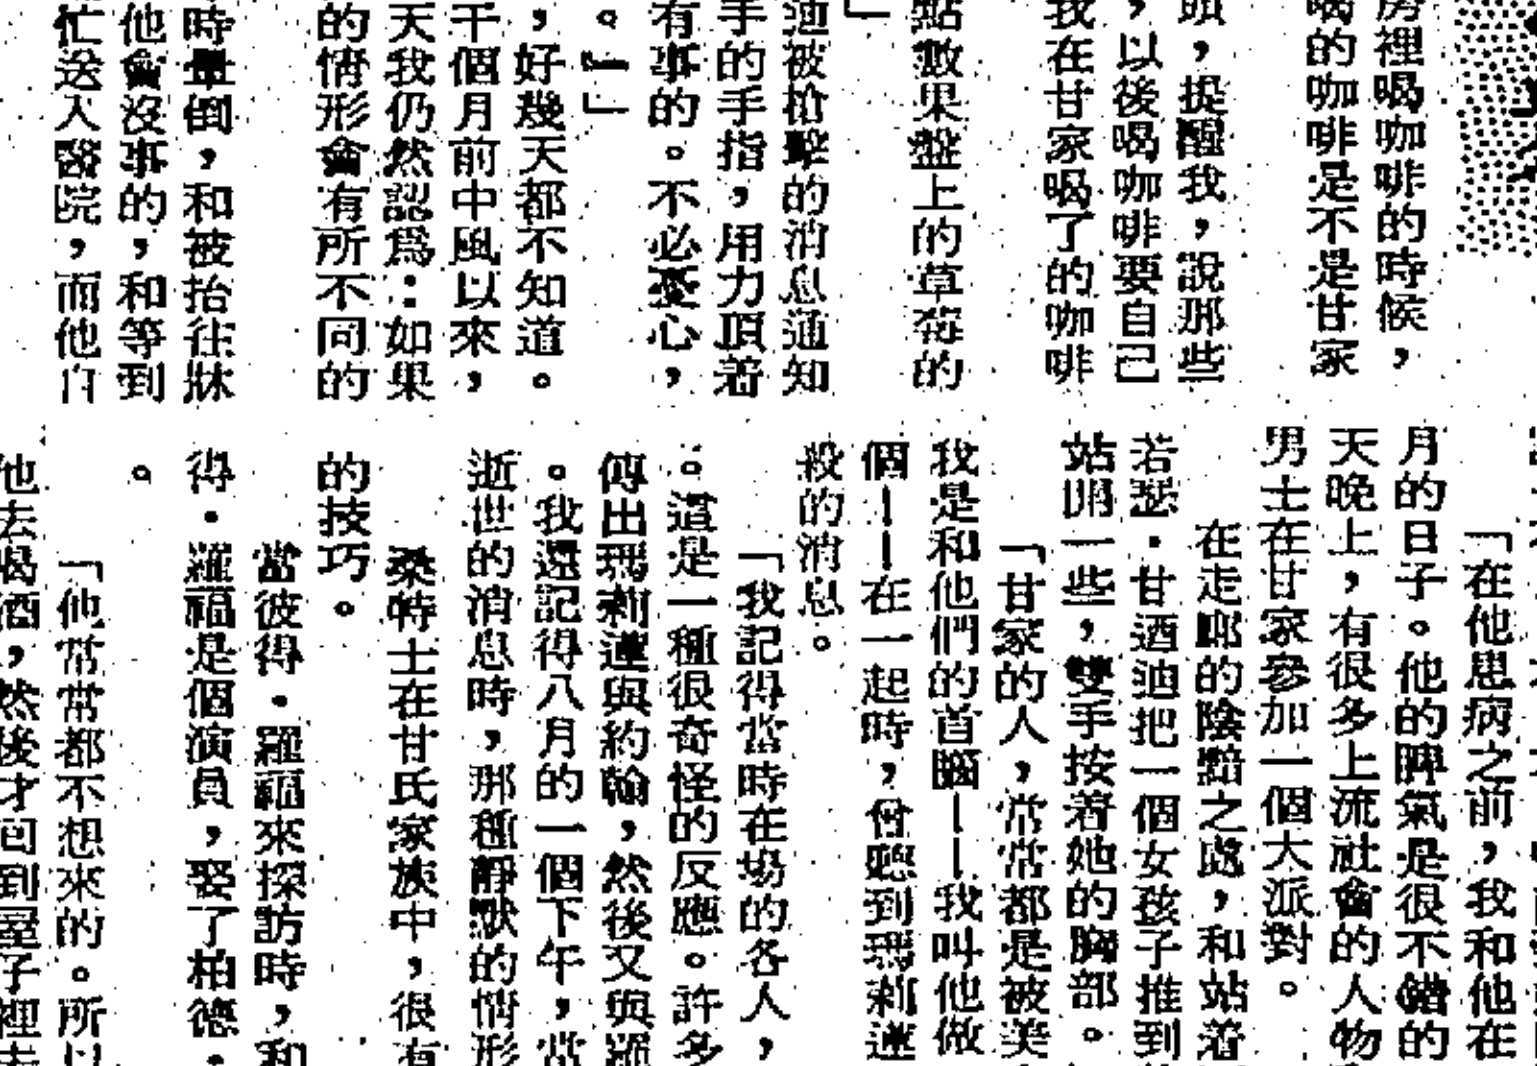 房裡喝咖啡的時候，
喝的咖啡是不是甘家
頭，提醒我，說那些
，以後喝咖啡要自己
我在甘家喝了的咖啡
點數果盤上的草莓的
」
迪被槍擊的消息通知
手的手指，用力頂着
有事的。不必憂心，
。』」
，好幾天都不知道。
千個月前中風以來，
天我仍然認爲：如果
的情形會有所不同的
時暈倒，和被抬往牀
他會沒事的，和等到
忙送入醫院，而他自
「在他患病之前，我和他在
月的日子。他的脾氣是很不錯的
天晚上，有很多上流社會的人物
男士在甘家參加一個大派對。
在走廊的陰黯之處，和站着
若瑟．甘迺迪把一個女孩子推到
站開一些，雙手按着她的胸部。
「甘家的人，常常都是被美
我是和他們的首腦——我叫他做
個——在一起時，曾聽到瑪莉蓮
殺的消息。
「我記得當時在場的各人，
。這是一種很奇怪的反應。許多
傳出瑪莉蓮與約翰，然後又與羅
。我還記得八月的一個下午，當
逝世的消息時，那種靜默的情形
桑特士在甘氏家族中，很有
的技巧。
當彼得．羅福來探訪時，和
得．羅福是個演員，娶了柏德．
。
「他常常都不想來的。所以
他去喝酒，然後才回到屋子裡去